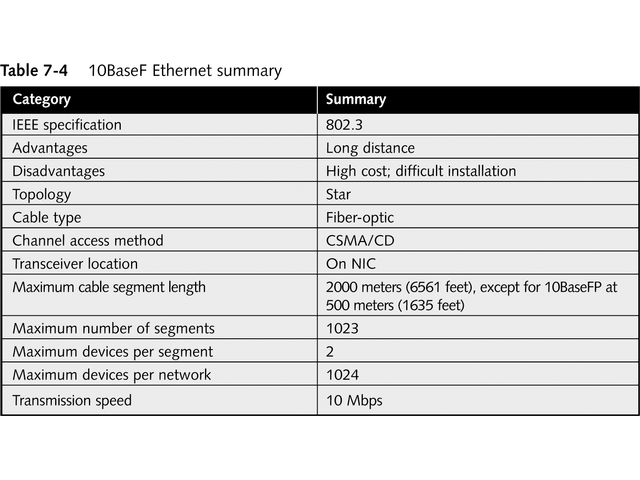 Table 7-4 10BaseF Ethernet summary
Category Summary
IEEE specification 802.3
Advantages Long distance
Disadvantages High cost; difficult installation
Topology Star
Cable type Fiber-optic
Channel access method CSMA/CD
Transceiver location On NIC
Maximum cable segment length 2000 meters (6561 feet), except for 10BaseFP at
500 meters (1635 feet)
Maximum number of segments 1023
Maximum devices per segment 2
Maximum devices per network 1024
Transmission speed 10 Mbps